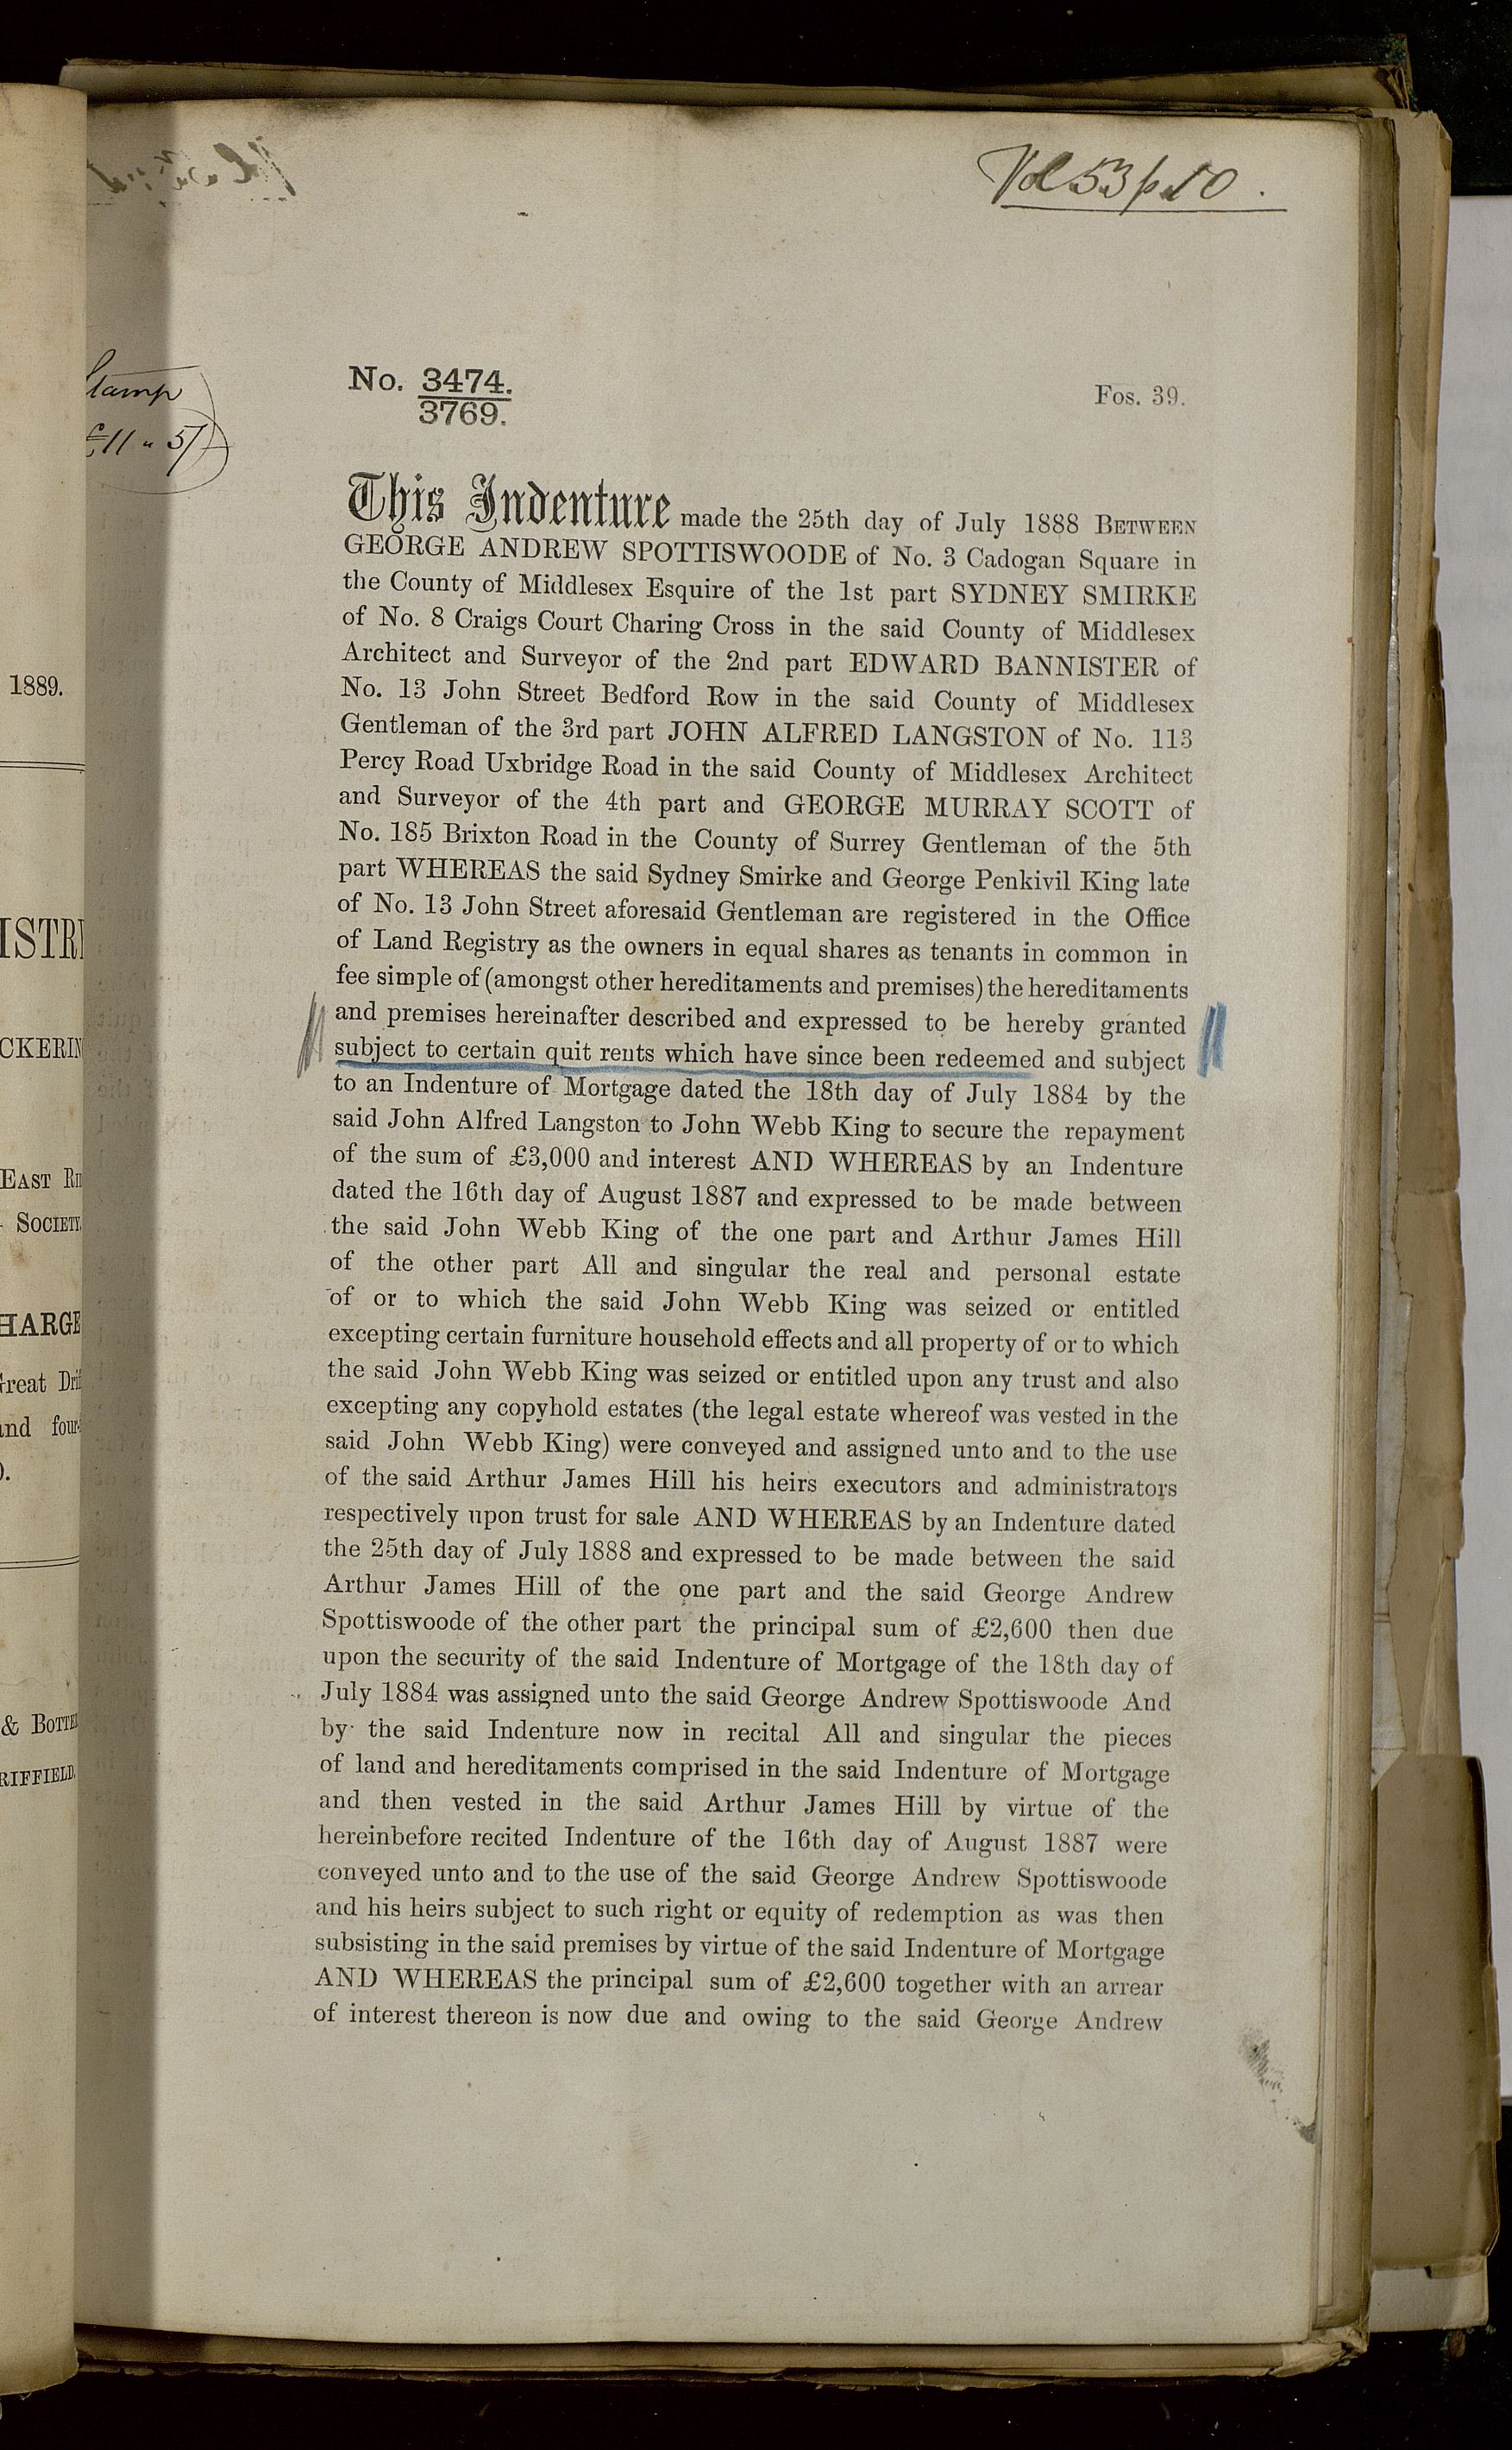 Vol 53 p 10.
Stamp
£11 " 5/
No. 3474.
3769.
Fos. 39.
This Indenture made the 25th day of July 1888 BETWEEN
GEORGE ANDREW SPOTTISWOODE of No. 3 Cadogan Square in
the County of Middlesex Esquire of the 1st part SYDNEY SMIRKE
of No. 8 Craigs Court Charing Cross in the said County of Middlesex
Architect and Surveyor of the 2nd part EDWARD BANNISTER of
No. 13 John Street Bedford Row in the said County of Middlesex
Gentleman of the 3rd part JOHN ALFRED LANGSTON of No. 113
Percy Road Uxbridge Road in the said County of Middlesex Architect
and Surveyor of the 4th part and GEORGE MURRAY SCOTT of
No. 185 Brixton Road in the County of Surrey Gentleman of the 5th
part WHEREAS the said Sydney Smirke and George Penkivil King late
of No. 13 John Street aforesaid Gentleman are registered in the Office
of Land Registry as the owners in equal shares as tenants in common in
fee simple of (amongst other hereditaments and premises) the hereditaments
and premises hereinafter described and expressed to be hereby granted
subject to certain quit rents which have since been redeemed and subject
to an Indenture of Mortgage dated the 18th day of July 1884 by the
said John Alfred Langston to John Webb King to secure the repayment
of the sum of £3,000 and interest AND WHEREAS by an Indenture
dated the 16th day of August 1887 and expressed to be made between
the said John Webb King of the one part and Arthur James Hill
of the other part All and singular the real and personal estate
of or to which the said John Webb King was seized or entitled
excepting certain furniture household effects and all property of or to which
the said John Webb King was seized or entitled upon any trust and also
excepting any copyhold estates (the legal estate whereof was vested in the
said John Webb King) were conveyed and assigned unto and to the use
of the said Arthur James Hill his heirs executors and administrators
respectively upon trust for sale AND WHEREAS by an Indenture dated
the 25th day of July 1888 and expressed to be made between the said
Arthur James Hill of the one part and the said George Andrew
Spottiswoode of the other part the principal sum of £2,600 then due
upon the security of the said Indenture of Mortgage of the 18th day of
July 1884 was assigned unto the said George Andrew Spottiswoode And
by the said Indenture now in recital All and singular the pieces
of land and hereditaments comprised in the said Indenture of Mortgage
and then vested in the said Arthur James Hill by virtue of the
hereinbefore recited Indenture of the 16th day of August 1887 were
conveyed unto and to the use of the said George Andrew Spottiswoode
and his heirs subject to such right or equity of redemption as was then
subsisting in the said premises by virtue of the said Indenture of Mortgage
AND WHEREAS the principal sum of £2,600 together with an arrear
of interest thereon is now due and owing to the said George Andrew
1889.
EAST
SOCIETY,
Great
and
&